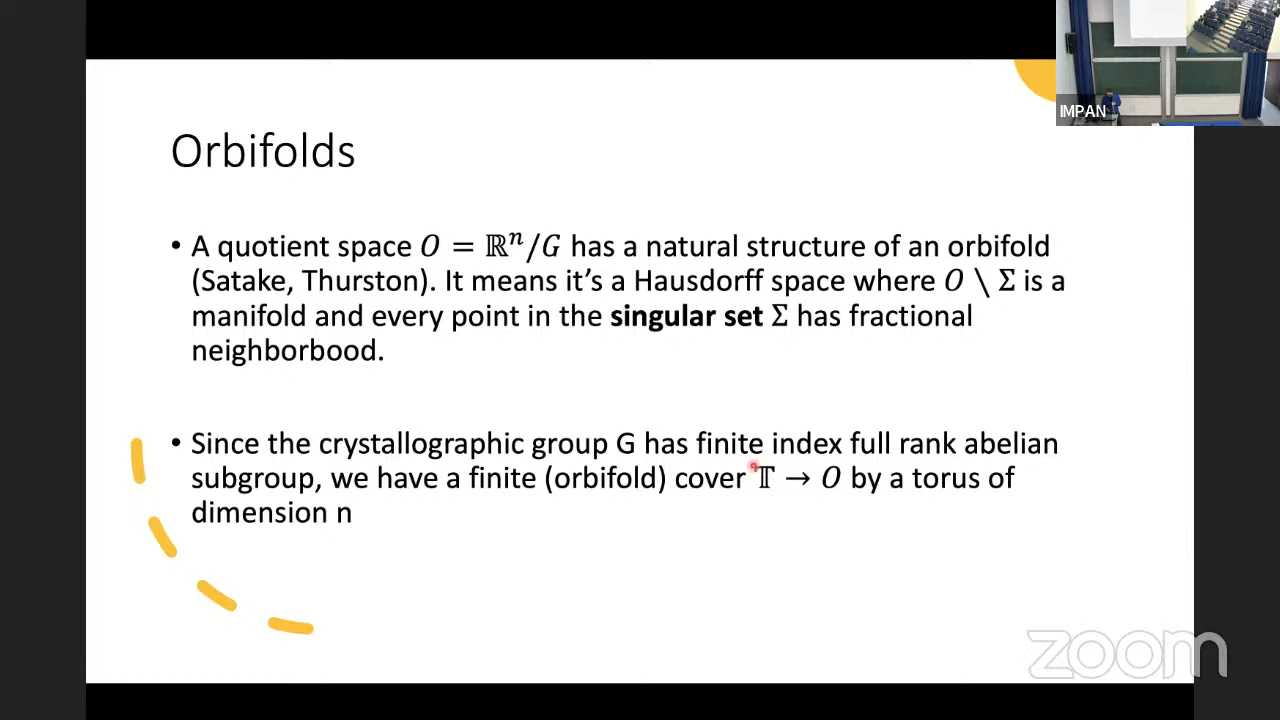 IMPAN
Orbifolds
• A quotient space 𝑂 = ℝⁿ/𝐺 has a natural structure of an orbifold
(Satake, Thurston). It means it’s a Hausdorff space where 𝑂 ∖ Σ is a
manifold and every point in the singular set Σ has fractional
neighborbood.
• Since the crystallographic group G has finite index full rank abelian
subgroup, we have a finite (orbifold) cover 𝕋 → 𝑂 by a torus of
dimension n
zoom